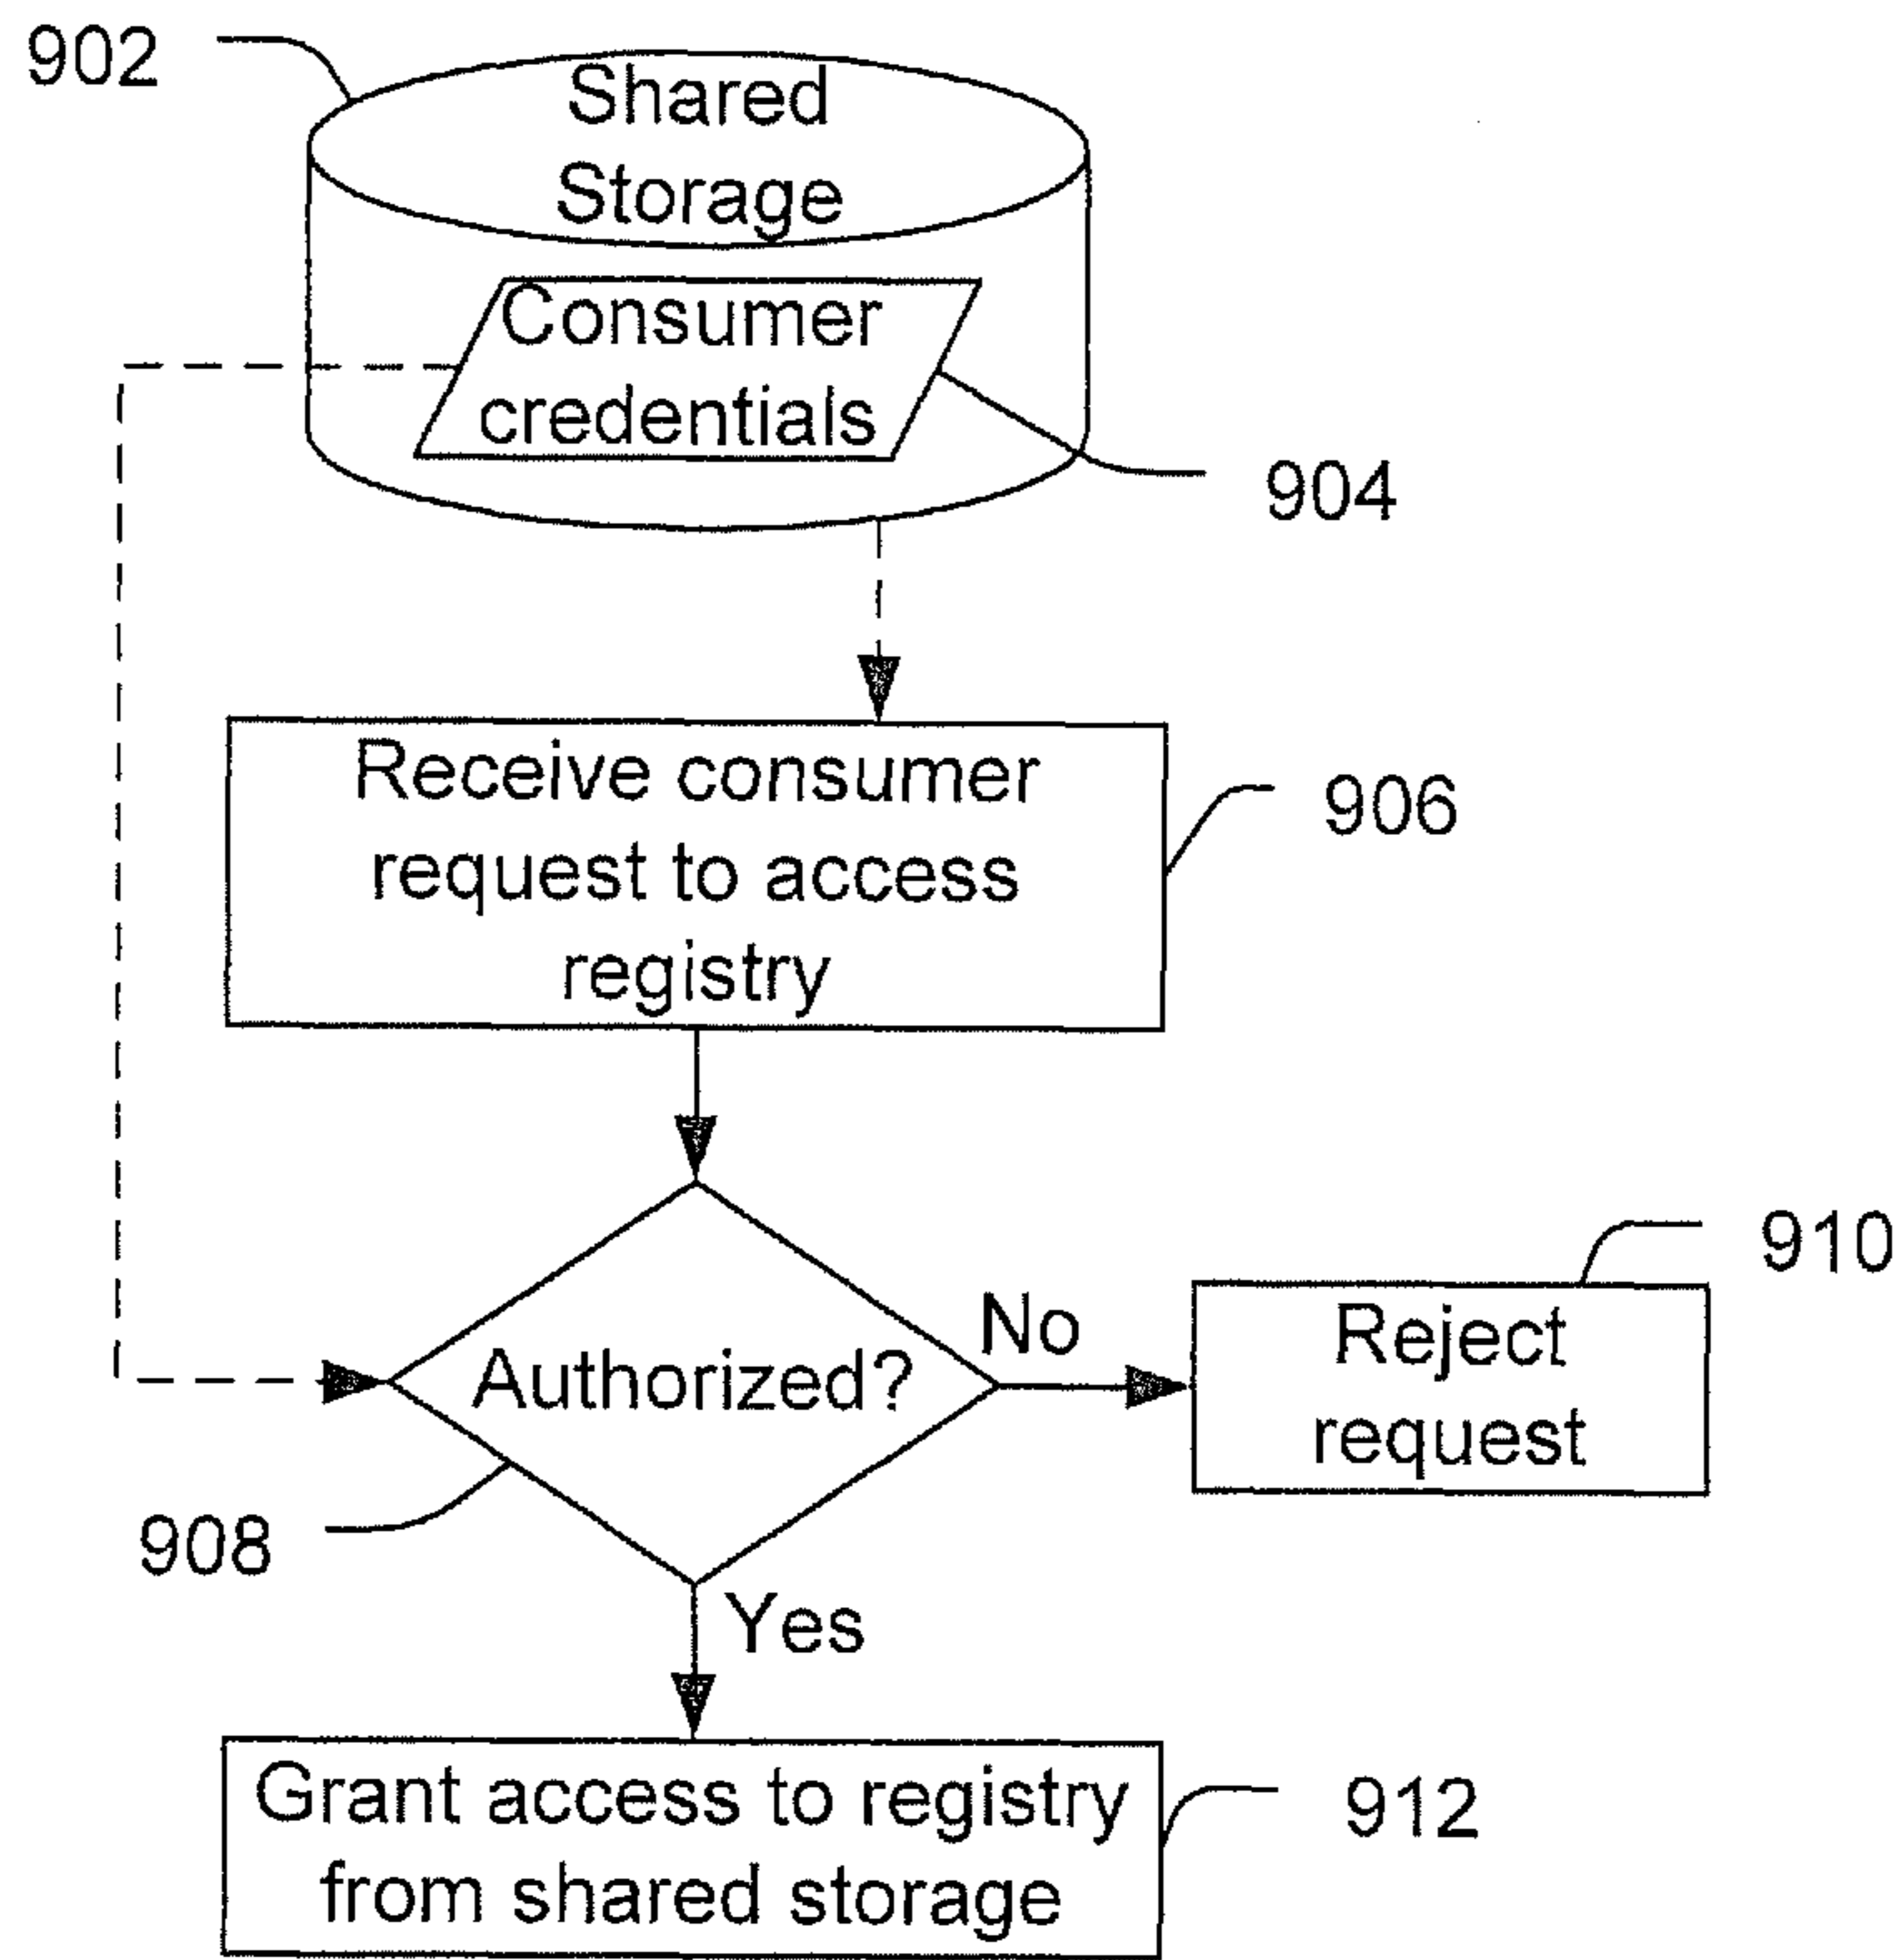 902
Shared
Storage
Consumer
credentials
904
Receive consumer
request to access
registry
906
Authorized?
No
910
Reject
request
908
Yes
Grant access to registry
from shared storage
912